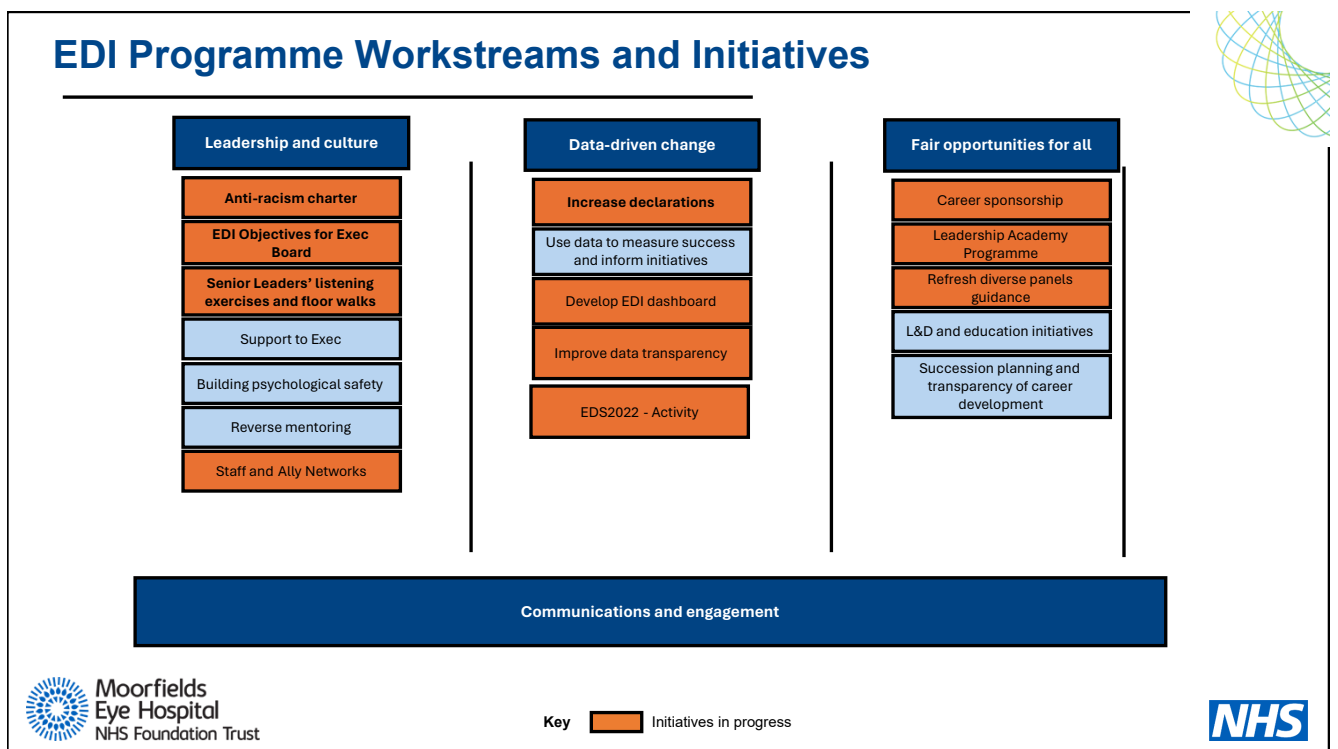 EDI Programme Workstreams and Initiatives
Leadership and culture
Anti-racism charter
EDI Objectives for Exec
Board
Senior Leaders’ listening
exercises and floor walks
Support to Exec
Building psychological safety
Reverse mentoring
Staff and Ally Networks
Data-driven change
Increase declarations
Use data to measure success
and inform initiatives
Develop EDI dashboard
Improve data transparency
EDS2022 - Activity
Fair opportunities for all
Career sponsorship
Leadership Academy
Programme
Refresh diverse panels
guidance
L&D and education initiatives
Succession planning and
transparency of career
development
Communications and engagement
Moorfields
Eye Hospital
NHS Foundation Trust
Key
Initiatives in progress
NHS